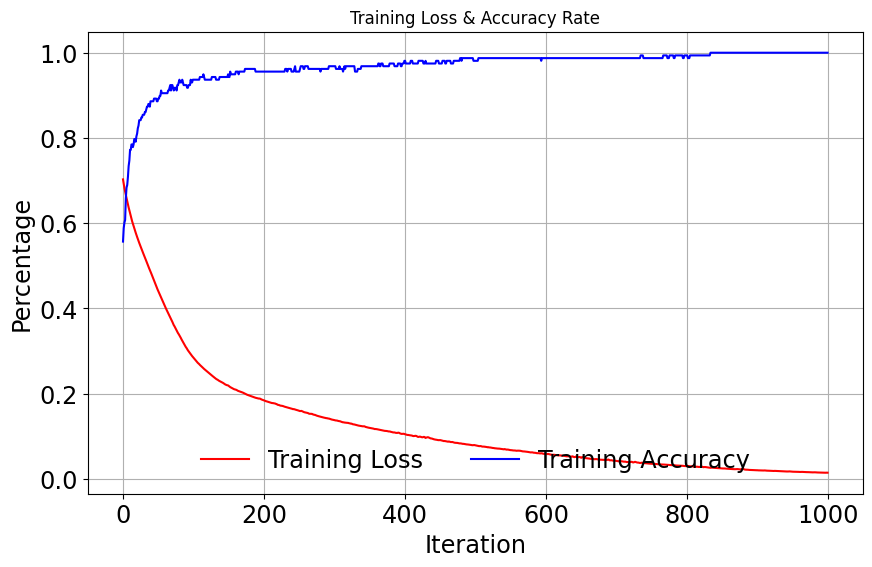 Training Loss & Accuracy Rate
1.0
0.8
0.6
0.4
0.2
0.0
Percentage
Training Loss Training Accuracy
0 200 400 600 800 1000
Iteration